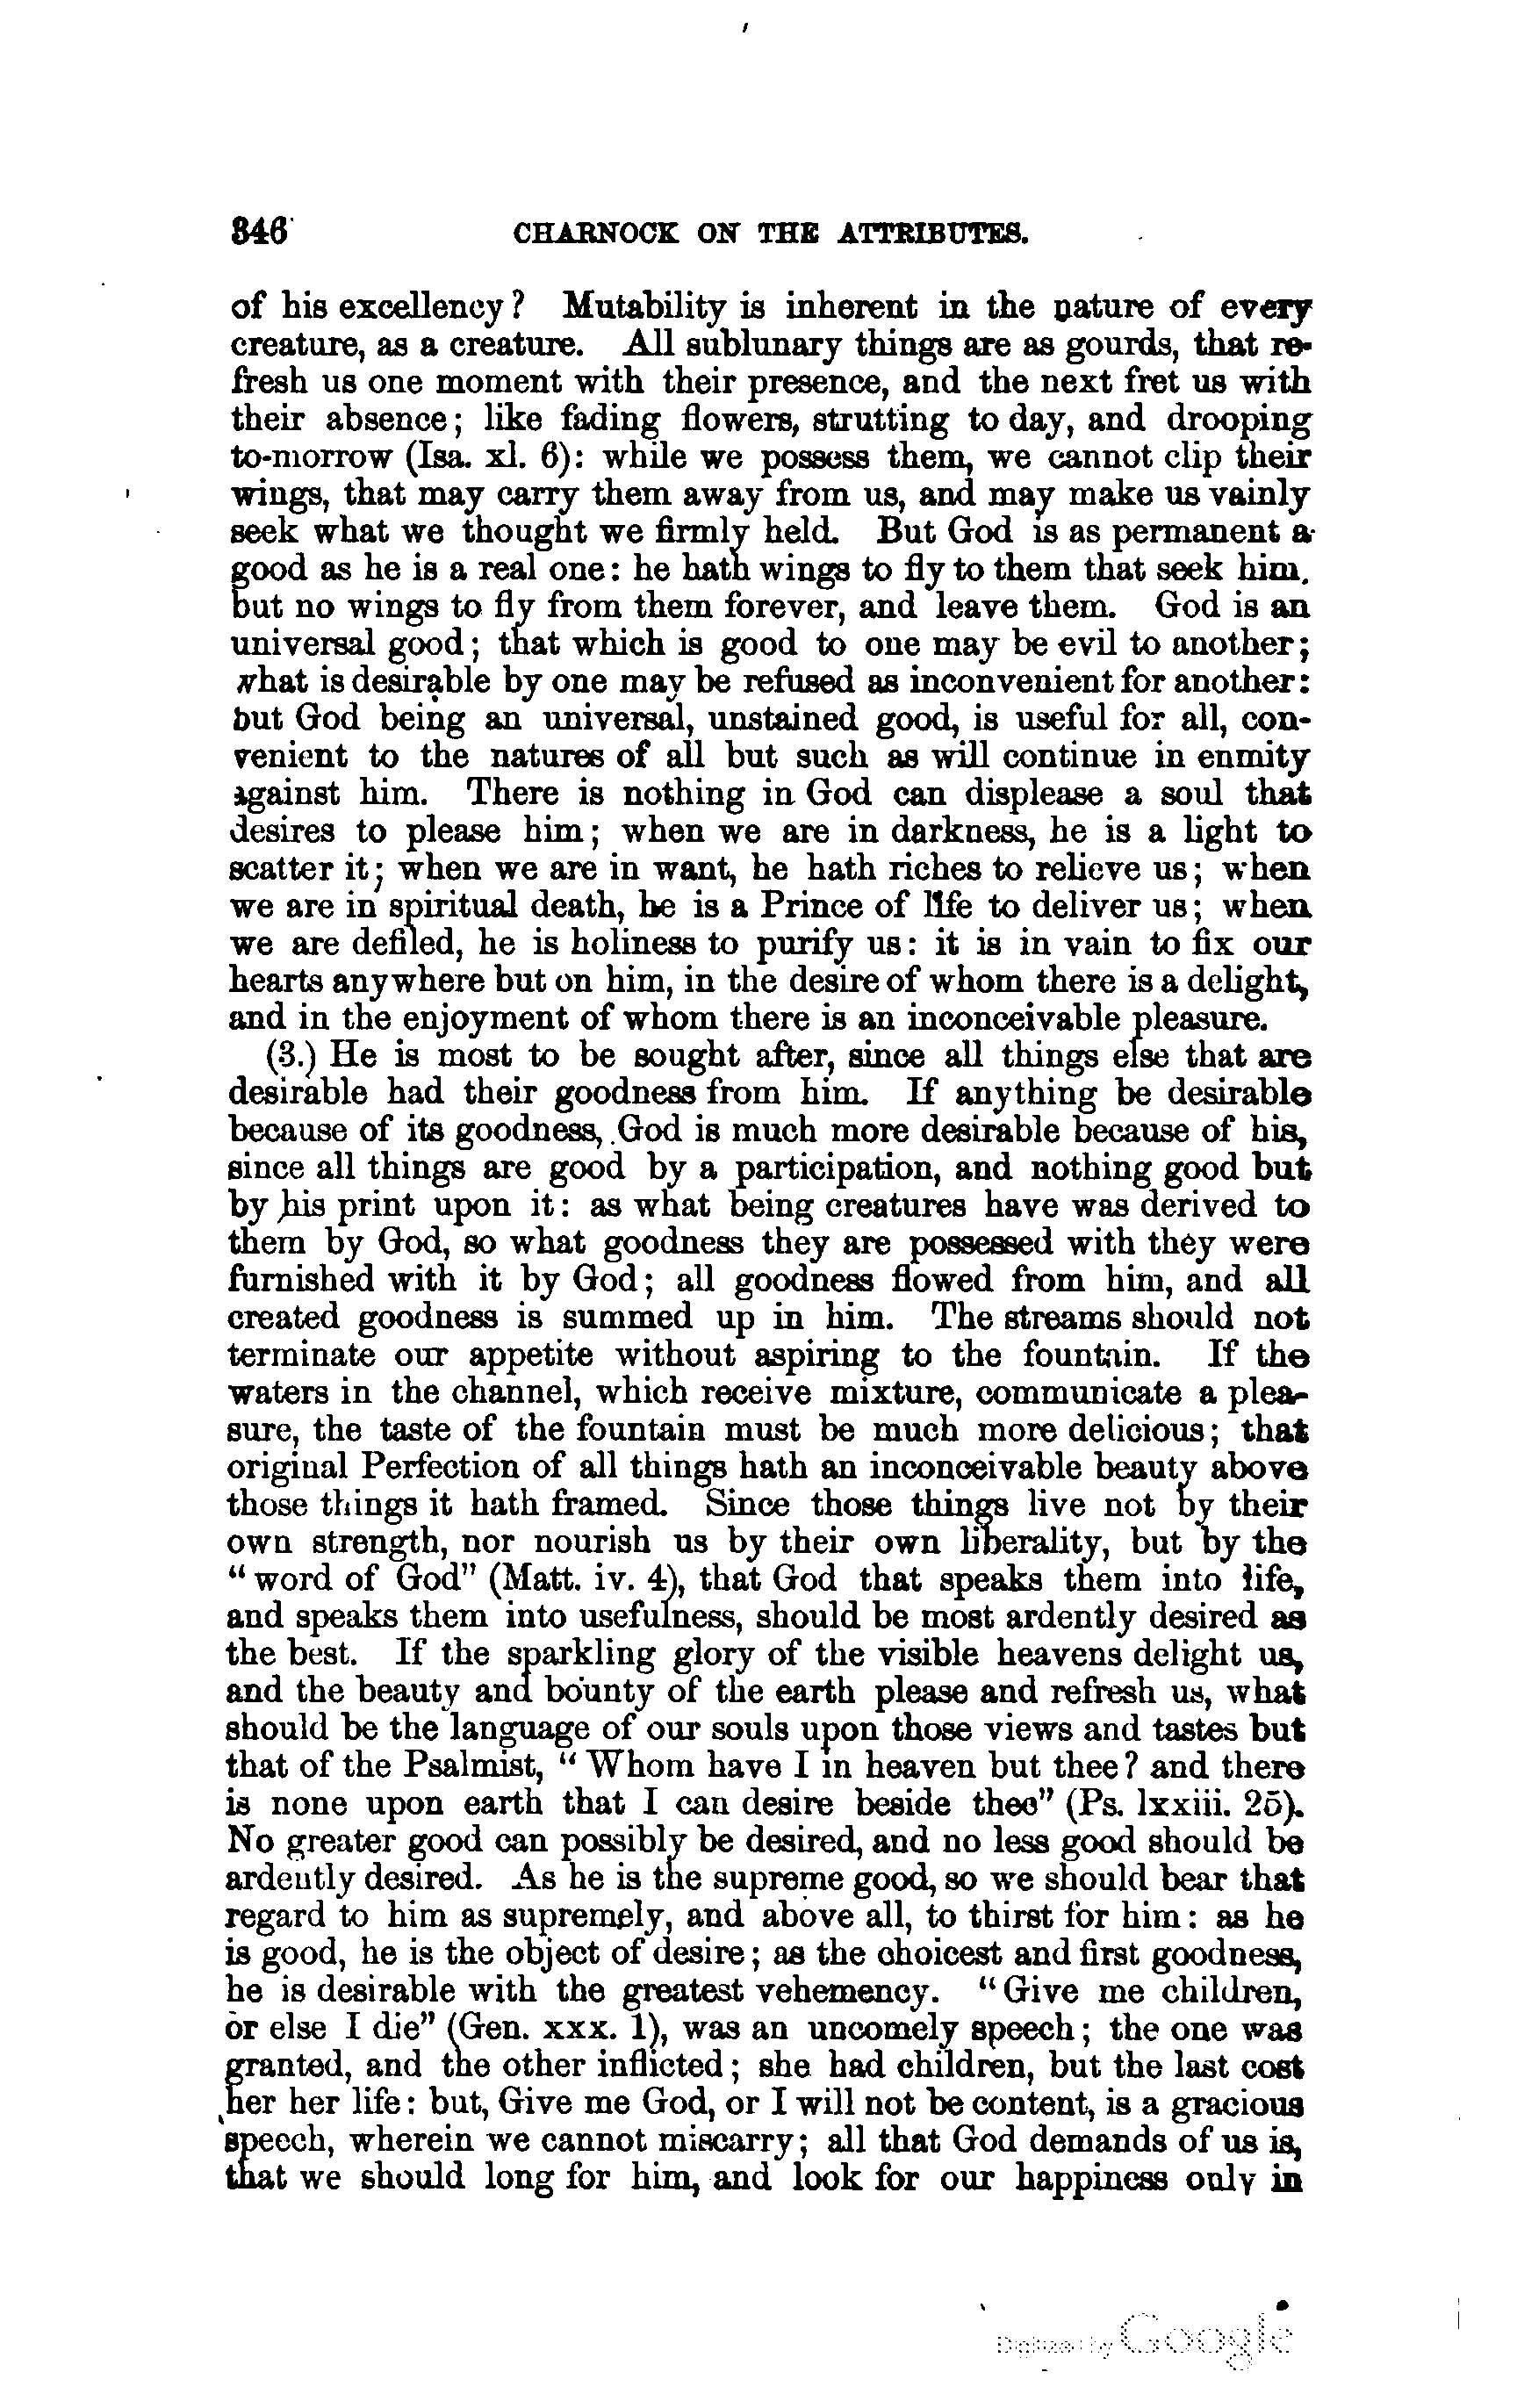 346 CHARNOCK ON THE ATTRIBUTES.
of his excellency? Mutability is inherent in the nature of every
creature, as a creature. All sublunary things are as gourds, that re-
fresh us one moment with their presence, and the next fret us with
their absence; like fading flowers, strutting to day, and drooping
to-morrow (Isa. xl. 6): while we possess them, we cannot clip their
wings, that may carry them away from us, and may make us vainly
seek what we thought we firmly held. But God is as permanent a
good as he is a real one: he hath wings to fly to them that seek him.
but no wings to fly from them forever, and leave them. God is an
universal good; that which is good to one may be evil to another;
what is desirable by one may be refused as inconvenient for another:
but God being an universal, unstained good, is useful for all, con-
venient to the natures of all but such as will continue in enmity
against him. There is nothing in God can displease a soul that
desires to please him; when we are in darkness, he is a light to
scatter it; when we are in want, he hath riches to relieve us; when
we are in spiritual death, he is a Prince of life to deliver us; when
we are defiled, he is holiness to purify us: it is in vain to fix our
hearts anywhere but on him, in the desire of whom there is a delight,
and in the enjoyment of whom there is an inconceivable pleasure.
(3.) He is most to be sought after, since all things else that are
desirable had their goodness from him. If anything be desirable
because of its goodness, God is much more desirable because of his,
since all things are good by a participation, and nothing good but
by his print upon it: as what being creatures have was derived to
them by God, so what goodness they are possessed with they were
furnished with it by God; all goodness flowed from him, and all
created goodness is summed up in him. The streams should not
terminate our appetite without aspiring to the fountain. If the
waters in the channel, which receive mixture, communicate a plea-
sure, the taste of the fountain must be much more delicious; that
original Perfection of all things hath an inconceivable beauty above
those things it hath framed. Since those things live not by their
own strength, nor nourish us by their own liberality, but by the
"word of God" (Matt. iv. 4), that God that speaks them into life,
and speaks them into usefulness, should be most ardently desired as
the best. If the sparkling glory of the visible heavens delight us,
and the beauty and bounty of the earth please and refresh us, what
should be the language of our souls upon those views and tastes but
that of the Psalmist, "Whom have I in heaven but thee? and there
is none upon earth that I can desire beside thee" (Ps. lxxiii. 25).
No greater good can possibly be desired, and no less good should be
ardently desired. As he is the supreme good, so we should bear that
regard to him as supremely, and above all, to thirst for him: as he
is good, he is the object of desire; as the choicest and first goodness,
he is desirable with the greatest vehemency. "Give me children,
or else I die" (Gen. xxx. 1), was an uncomely speech; the one was
granted, and the other inflicted; she had children, but the last cost
her her life: but, Give me God, or I will not be content, is a gracious
speech, wherein we cannot miscarry; all that God demands of us is,
that we should long for him, and look for our happiness only in
Digitized by Google